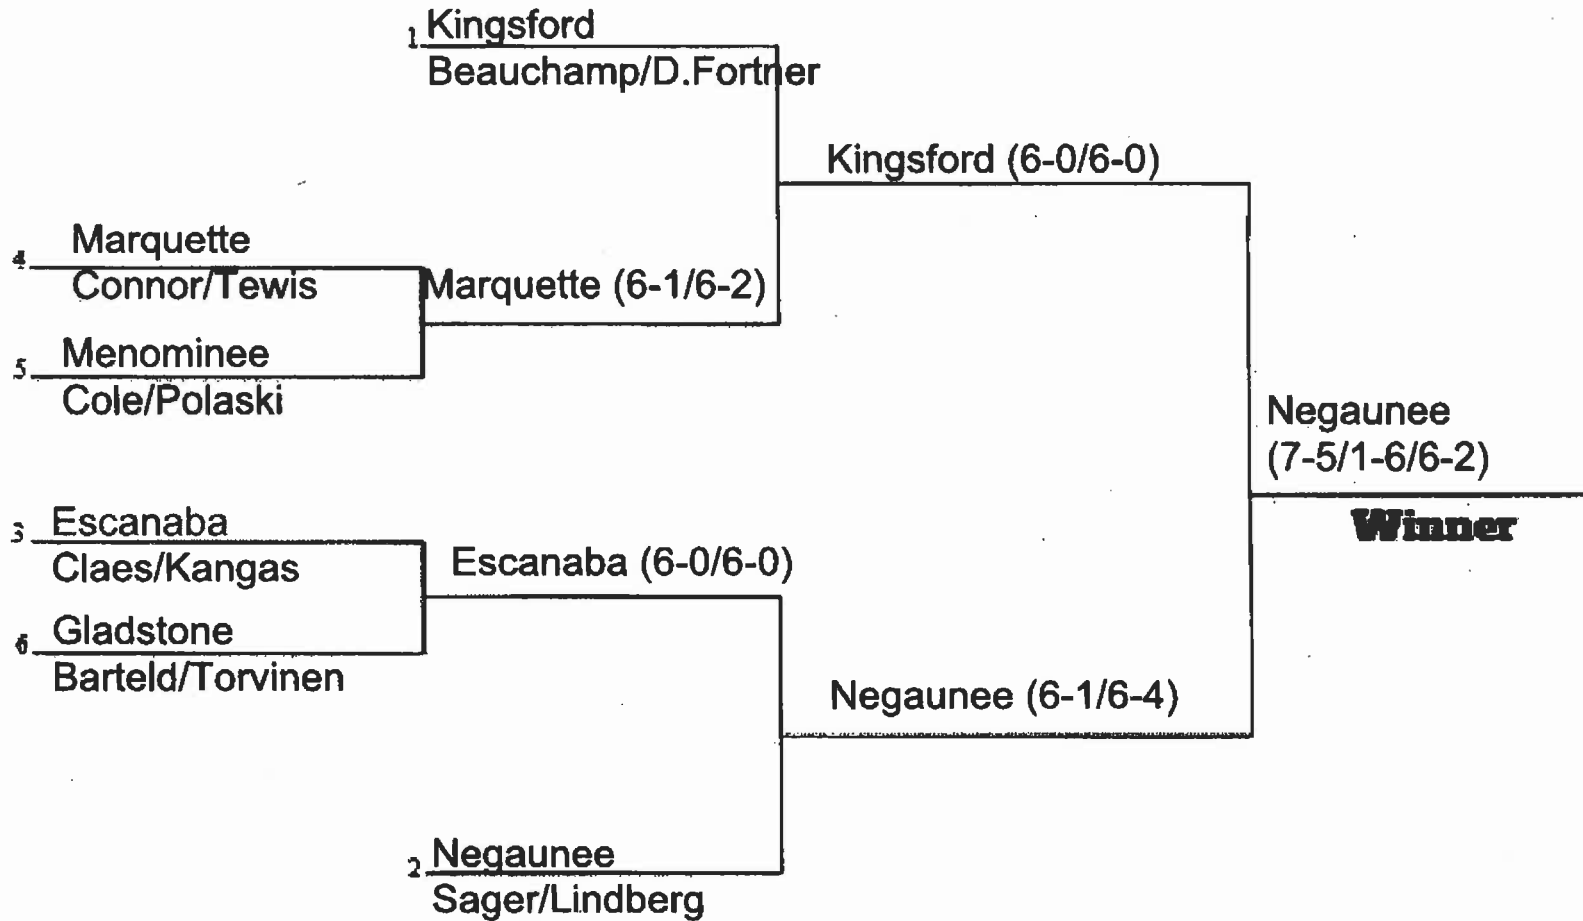 1 Kingsford
Beauchamp/D.Fortner
Kingsford (6-0/6-0)
4 Marquette
Connor/Tewis
Marquette (6-1/6-2)
5 Menominee
Cole/Polaski
Negaunee
(7-5/1-6/6-2)
Winner
3 Escanaba
Claes/Kangas
Escanaba (6-0/6-0)
6 Gladstone
Barteld/Torvinen
Negaunee (6-1/6-4)
2 Negaunee
Sager/Lindberg